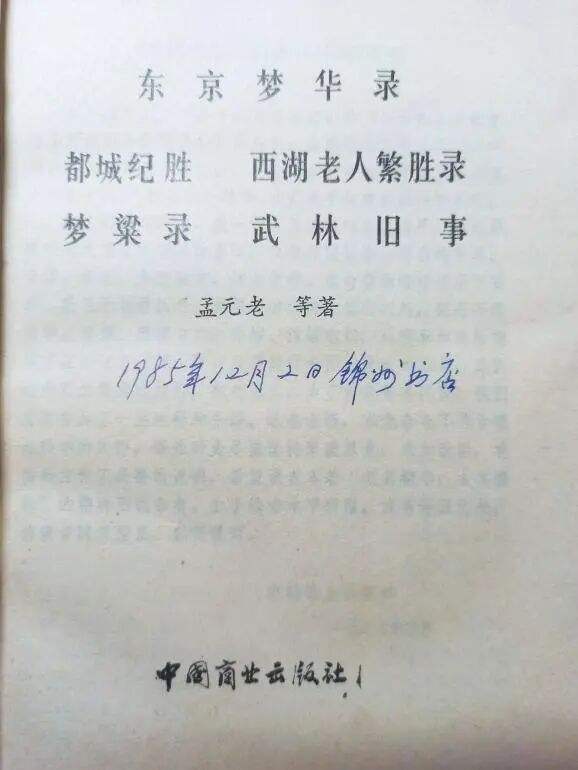 东京梦华录
都城纪胜 西湖老人繁胜录
梦粱录 武林旧事
孟元老 等著
1985年12月2日 锦州书店
中国商业出版社